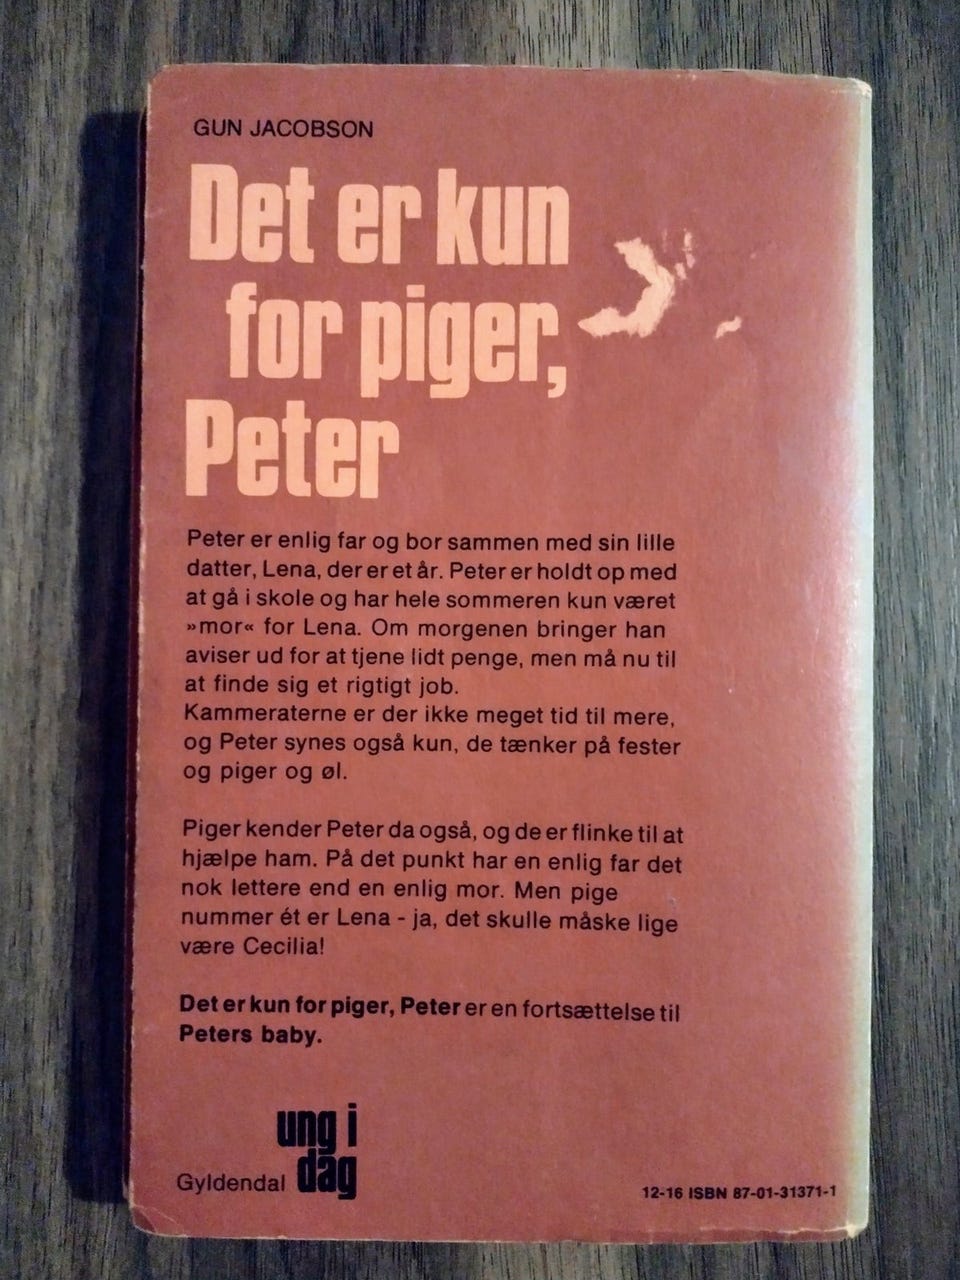 GUN JACOBSON
Det er kun
for piger,
Peter
Peter er enlig far og bor sammen med sin lille
datter, Lena, der er et år. Peter er holdt op med
at gå i skole og har hele sommeren kun været
»mor« for Lena. Om morgenen bringer han
aviser ud for at tjene lidt penge, men må nu til
at finde sig et rigtigt job.
Kammeraterne er der ikke meget tid til mere,
og Peter synes også kun, de tænker på fester
og piger og øl.
Piger kender Peter da også, og de er flinke til at
hjælpe ham. På det punkt har en enlig far det
nok lettere end en enlig mor. Men pige
nummer ét er Lena - ja, det skulle måske lige
være Cecilia!
Det er kun for piger, Peter er en fortsættelse til
Peters baby.
ung i
dag
Gyldendal
12-16 ISBN 87-01-31371-1